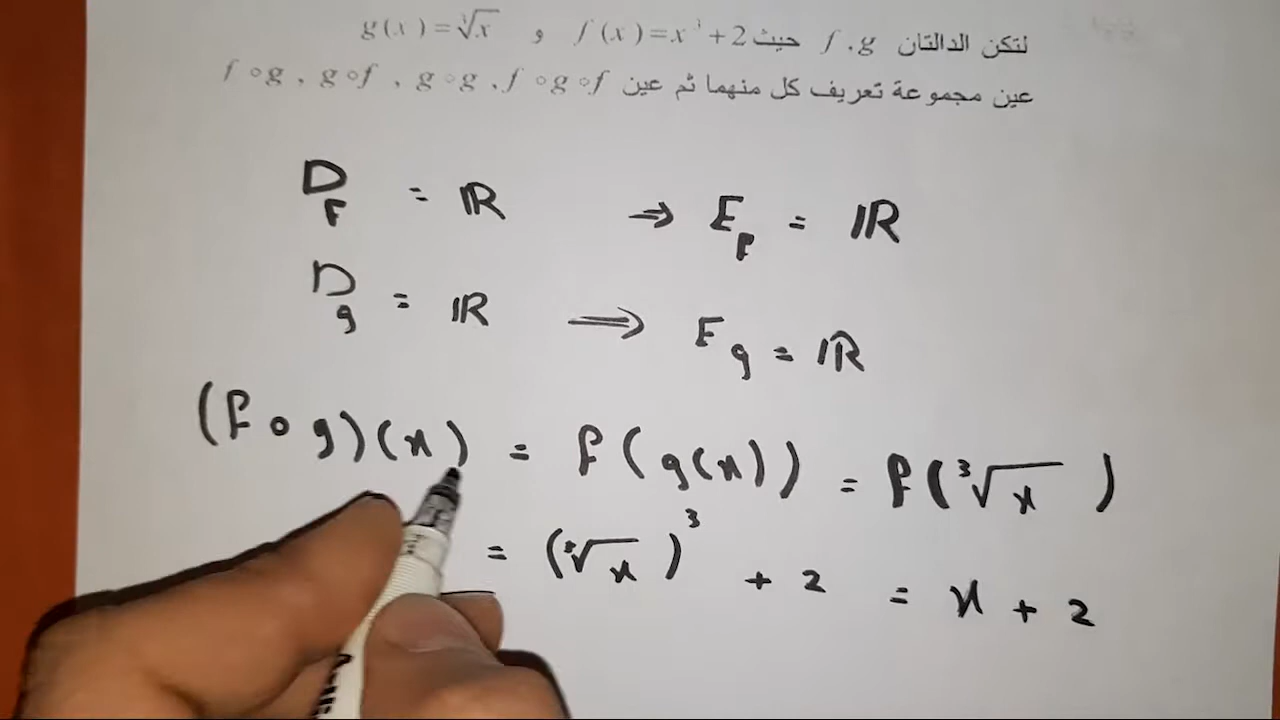 لتكن الدالتان f , g حيث f(x)=x³+2 و g(x)=∛x
عين مجموعة تعريف كل منهما ثم عين f∘g , g∘f , g∘g , f∘g∘f
D_f = ℝ ⇒ E_f = ℝ
D_g = ℝ ⟹ E_g = ℝ
(f∘g)(x) = f(g(x)) = f(∛x)
= (∛x)³ + 2 = x + 2